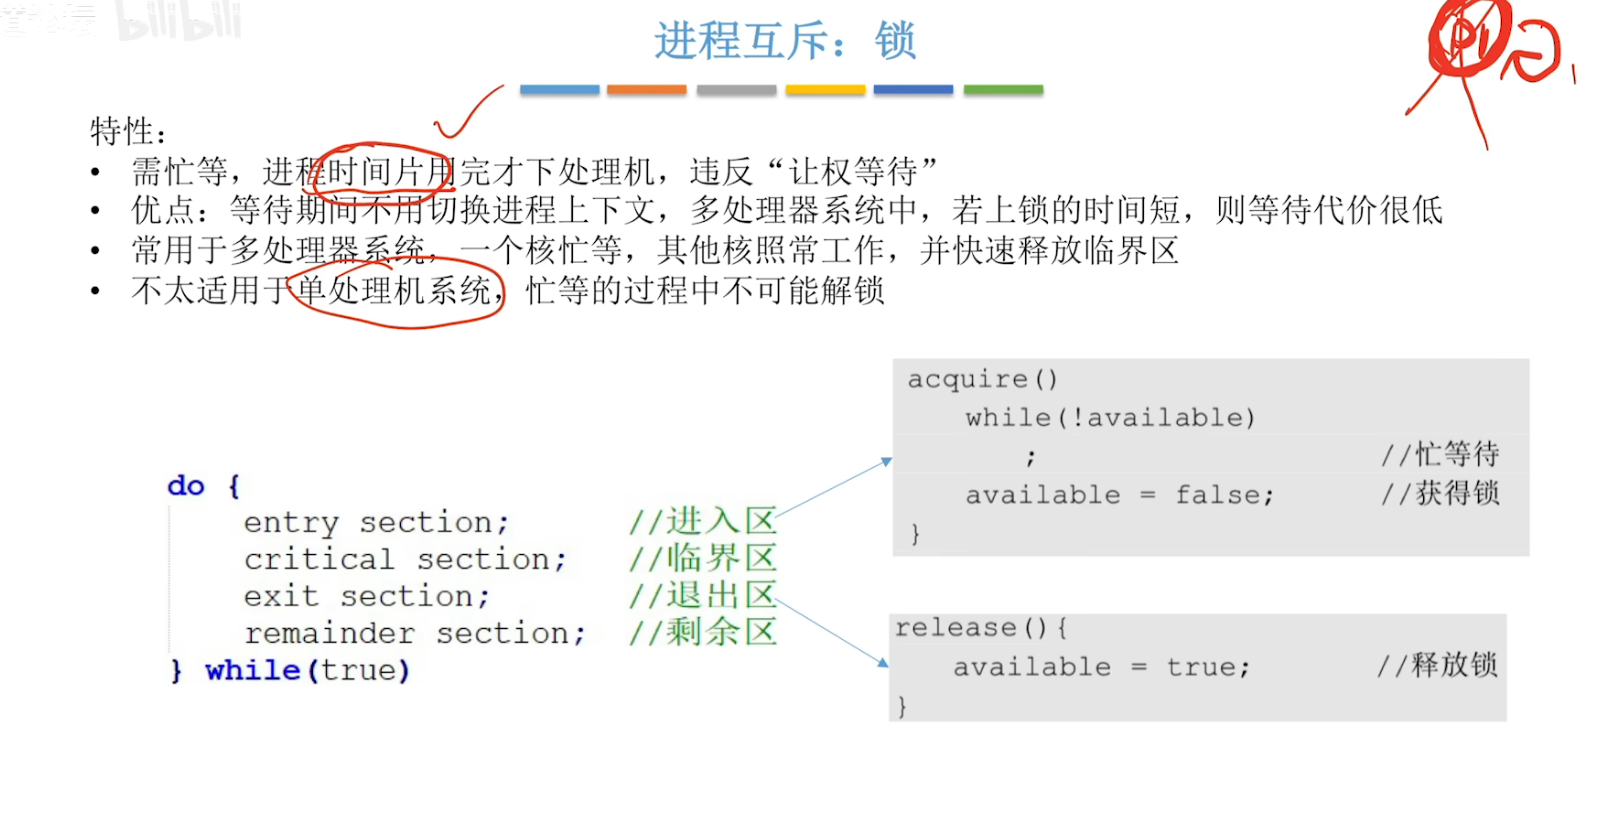 bilibili
进程互斥：锁
P1
特性：
• 需忙等，进程时间片用完才下处理机，违反“让权等待”
• 优点：等待期间不用切换进程上下文，多处理器系统中，若上锁的时间短，则等待代价很低
• 常用于多处理器系统，一个核忙等，其他核照常工作，并快速释放临界区
• 不太适用于单处理机系统，忙等的过程中不可能解锁
do {
entry section; //进入区
critical section; //临界区
exit section; //退出区
remainder section; //剩余区
} while(true)
acquire()
while(!available)
; //忙等待
available = false; //获得锁
}
release(){
available = true; //释放锁
}